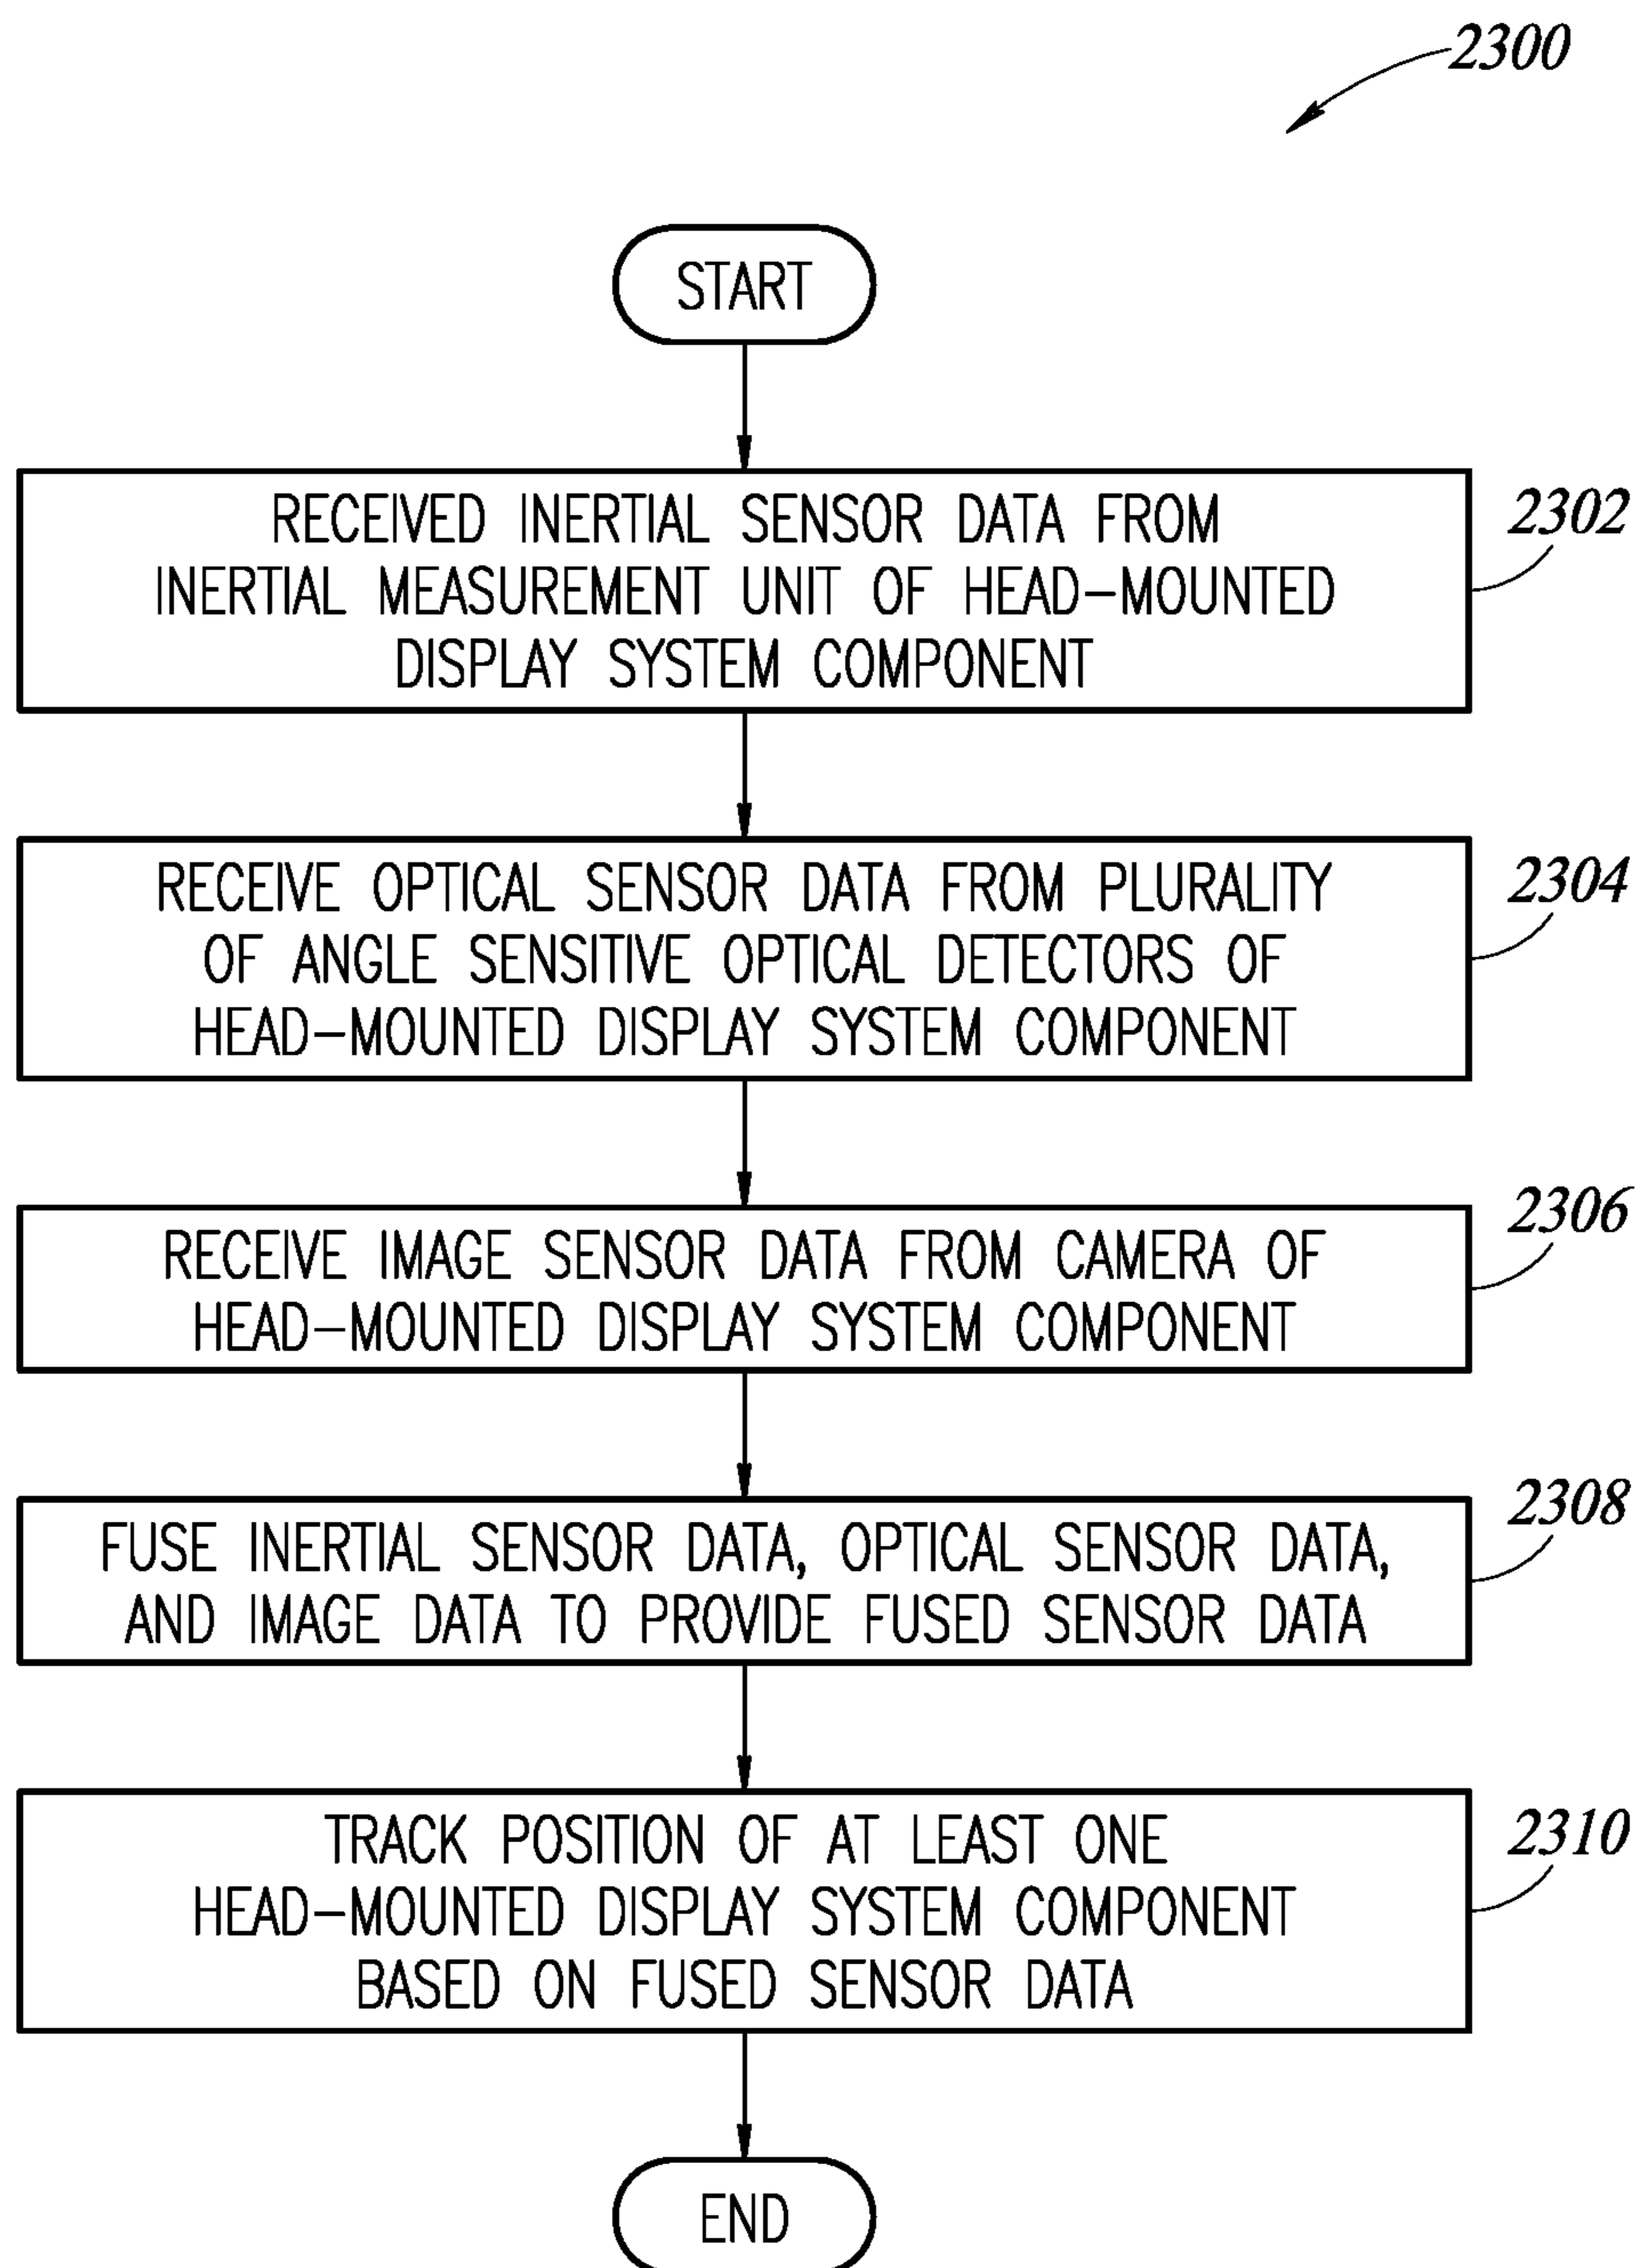 2300
START
RECEIVED INERTIAL SENSOR DATA FROM
INERTIAL MEASUREMENT UNIT OF HEAD-MOUNTED
DISPLAY SYSTEM COMPONENT
2302
RECEIVE OPTICAL SENSOR DATA FROM PLURALITY
OF ANGLE SENSITIVE OPTICAL DETECTORS OF
HEAD-MOUNTED DISPLAY SYSTEM COMPONENT
2304
RECEIVE IMAGE SENSOR DATA FROM CAMERA OF
HEAD-MOUNTED DISPLAY SYSTEM COMPONENT
2306
FUSE INERTIAL SENSOR DATA, OPTICAL SENSOR DATA,
AND IMAGE DATA TO PROVIDE FUSED SENSOR DATA
2308
TRACK POSITION OF AT LEAST ONE
HEAD-MOUNTED DISPLAY SYSTEM COMPONENT
BASED ON FUSED SENSOR DATA
2310
END